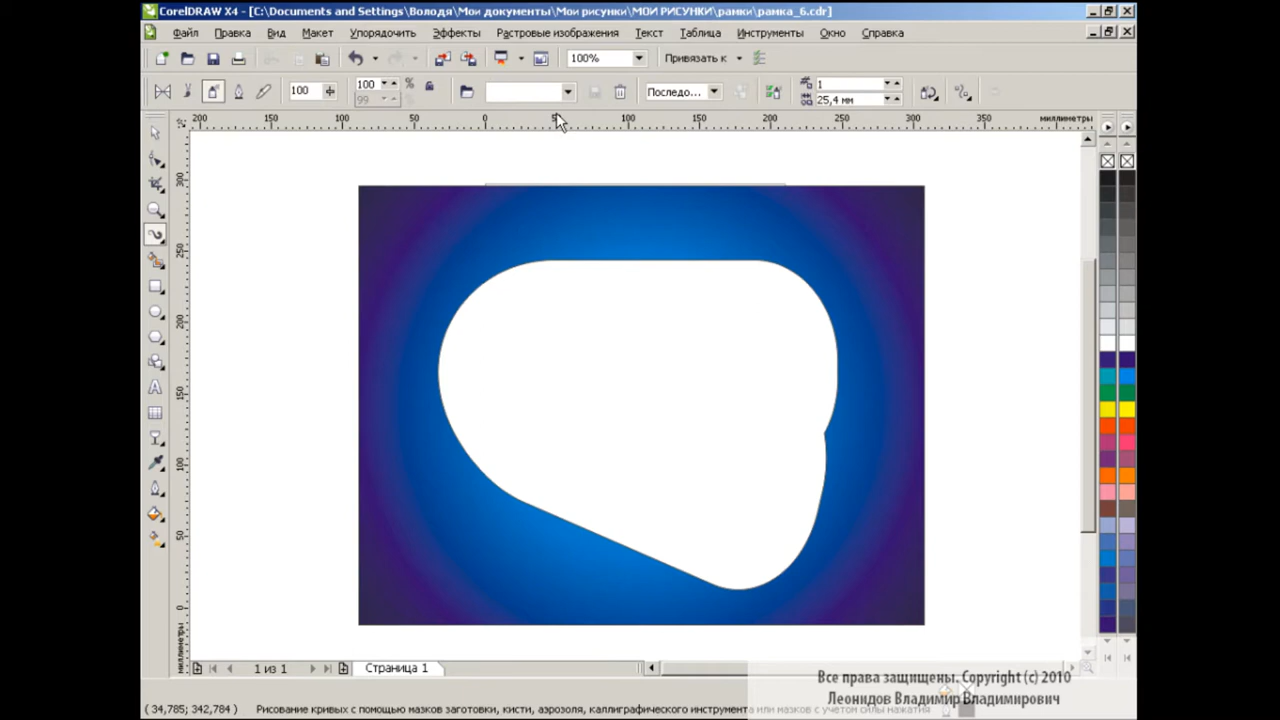 CorelDRAW X4 - [C:\Documents and Settings\Володя\Мои документы\Мои рисунки\МОИ РИСУНКИ\рамки\рамка_6.cdr]
Файл Правка Вид Макет Упорядочить Эффекты Растровые изображения Текст Таблица Инструменты Окно Справка
100% Привязать к
100 100 % 99 Последо... 1
25,4 мм
200 150 100 50 0 50 100 150 200 250 300 350 миллиметры
300
250
200
150
100
50
0
миллиметры
1 из 1 Страница 1
Все права защищены. Copyright (c) 2010
Леонидов Владимир Владимирович
( 34,785; 342,784 ) Рисование кривых с помощью мазков заготовки, кисти, аэрозоля, каллиграфического инструмента или мазков с учетом силы нажатия